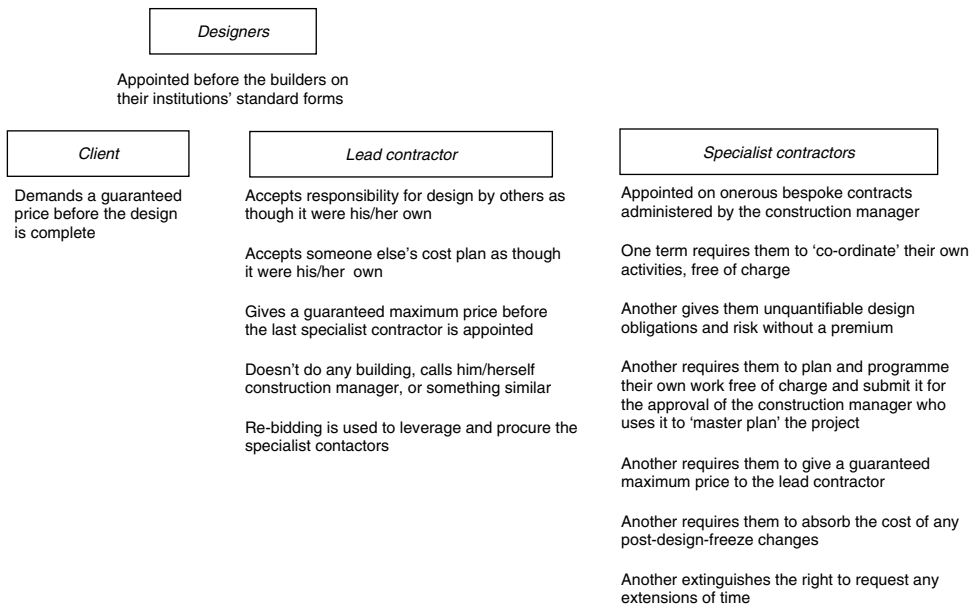 Designers
Appointed before the builders on
their institutions’ standard forms
Client
Demands a guaranteed
price before the design
is complete
Lead contractor
Accepts responsibility for design by others as
though it were his/her own
Accepts someone else’s cost plan as though
it were his/her own
Gives a guaranteed maximum price before
the last specialist contractor is appointed
Doesn’t do any building, calls him/herself
construction manager, or something similar
Re-bidding is used to leverage and procure the
specialist contactors
Specialist contractors
Appointed on onerous bespoke contracts
administered by the construction manager
One term requires them to ‘co-ordinate’ their own
activities, free of charge
Another gives them unquantifiable design
obligations and risk without a premium
Another requires them to plan and programme
their own work free of charge and submit it for
the approval of the construction manager who
uses it to ‘master plan’ the project
Another requires them to give a guaranteed
maximum price to the lead contractor
Another requires them to absorb the cost of any
post-design-freeze changes
Another extinguishes the right to request any
extensions of time